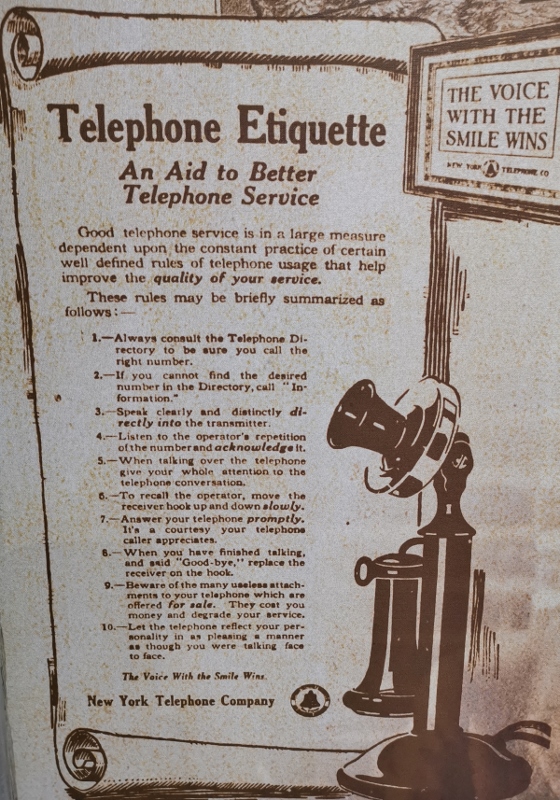 Telephone Etiquette
An Aid to Better
Telephone Service
Good telephone service is in a large measure
dependent upon the constant practice of certain
well defined rules of telephone usage that help
improve the quality of your service.
These rules may be briefly summarized as
follows:—
1.—Always consult the Telephone Di-
rectory to be sure you call the
right number.
2.—If you cannot find the desired
number in the Directory, call "In-
formation."
3.—Speak clearly and distinctly di-
rectly into the transmitter.
4.—Listen to the operator's repetition
of the number and acknowledge it.
5.—When talking over the telephone
give your whole attention to the
telephone conversation.
6.—To recall the operator, move the
receiver hook up and down slowly.
7.—Answer your telephone promptly.
It's a courtesy your telephone
caller appreciates.
8.—When you have finished talking,
and said "Good-bye," replace the
receiver on the hook.
9.—Beware of the many useless attach-
ments to your telephone which are
offered for sale. They cost you
money and degrade your service.
10.—Let the telephone reflect your per-
sonality in as pleasing a manner
as though you were talking face
to face.
The Voice With the Smile Wins.
New York Telephone Company
THE VOICE
WITH THE
SMILE WINS
NEW YORK TELEPHONE CO